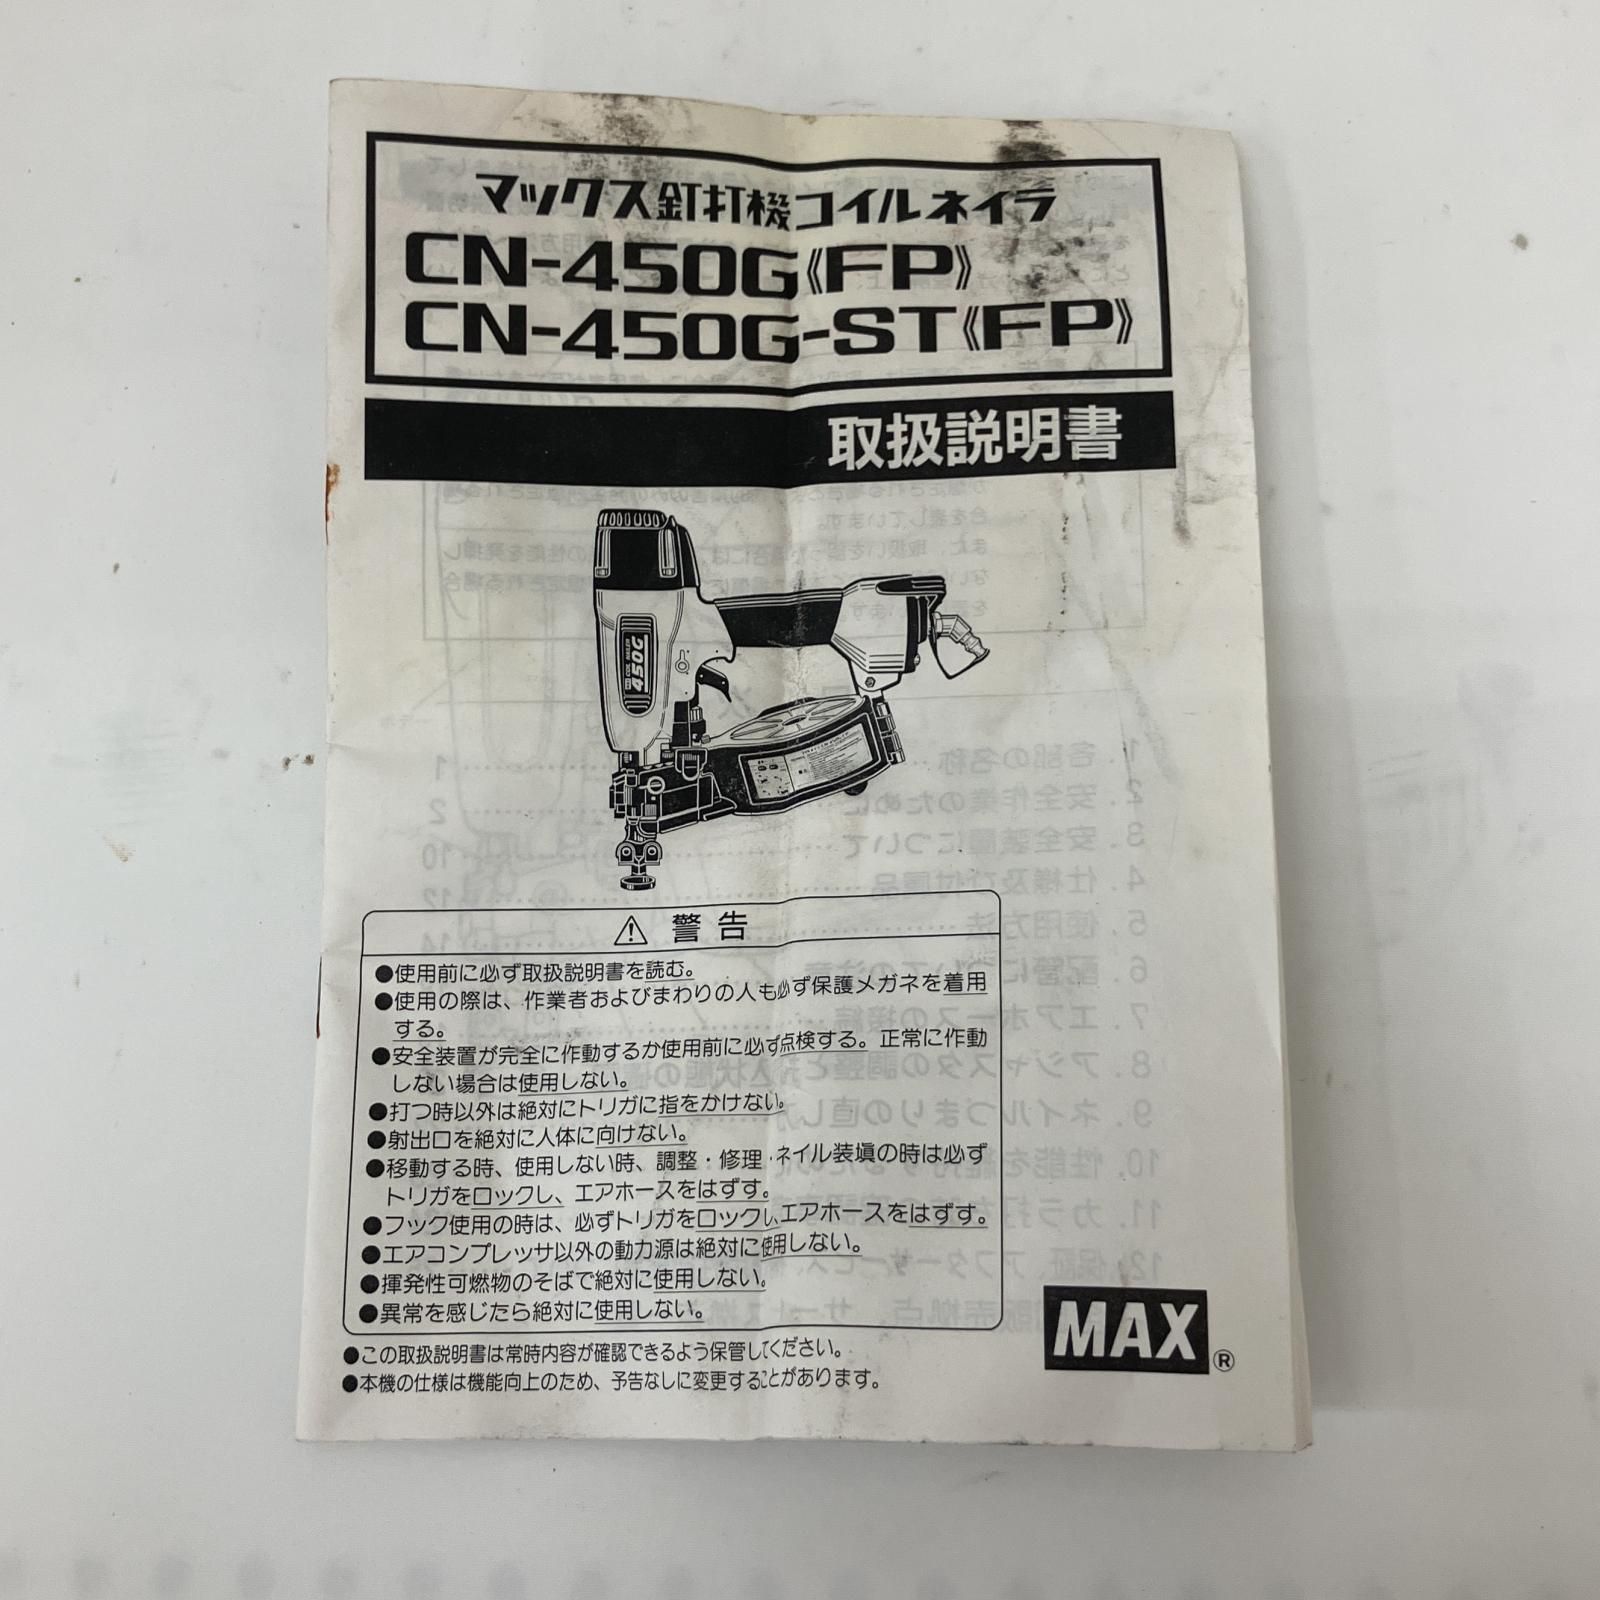 マックス釘打機コイルネイラ
CN-450G《FP》
CN-450G-ST《FP》
取扱説明書
450G
⚠ 警告
●使用前に必ず取扱説明書を読む。
●使用の際は、作業者およびまわりの人も必ず保護メガネを着用
する。
●安全装置が完全に作動するか使用前に必ず点検する。正常に作動
しない場合は使用しない。
●打つ時以外は絶対にトリガに指をかけない。
●射出口を絶対に人体に向けない。
●移動する時、使用しない時、調整・修理・ネイル装塡の時は必ず
トリガをロックし、エアホースをはずす。
●フック使用の時は、必ずトリガをロックし、エアホースをはずす。
●エアコンプレッサ以外の動力源は絶対に使用しない。
●揮発性可燃物のそばで絶対に使用しない。
●異常を感じたら絶対に使用しない。
●この取扱説明書は常時内容が確認できるよう保管してください。
●本機の仕様は機能向上のため、予告なしに変更することがあります。
MAX®